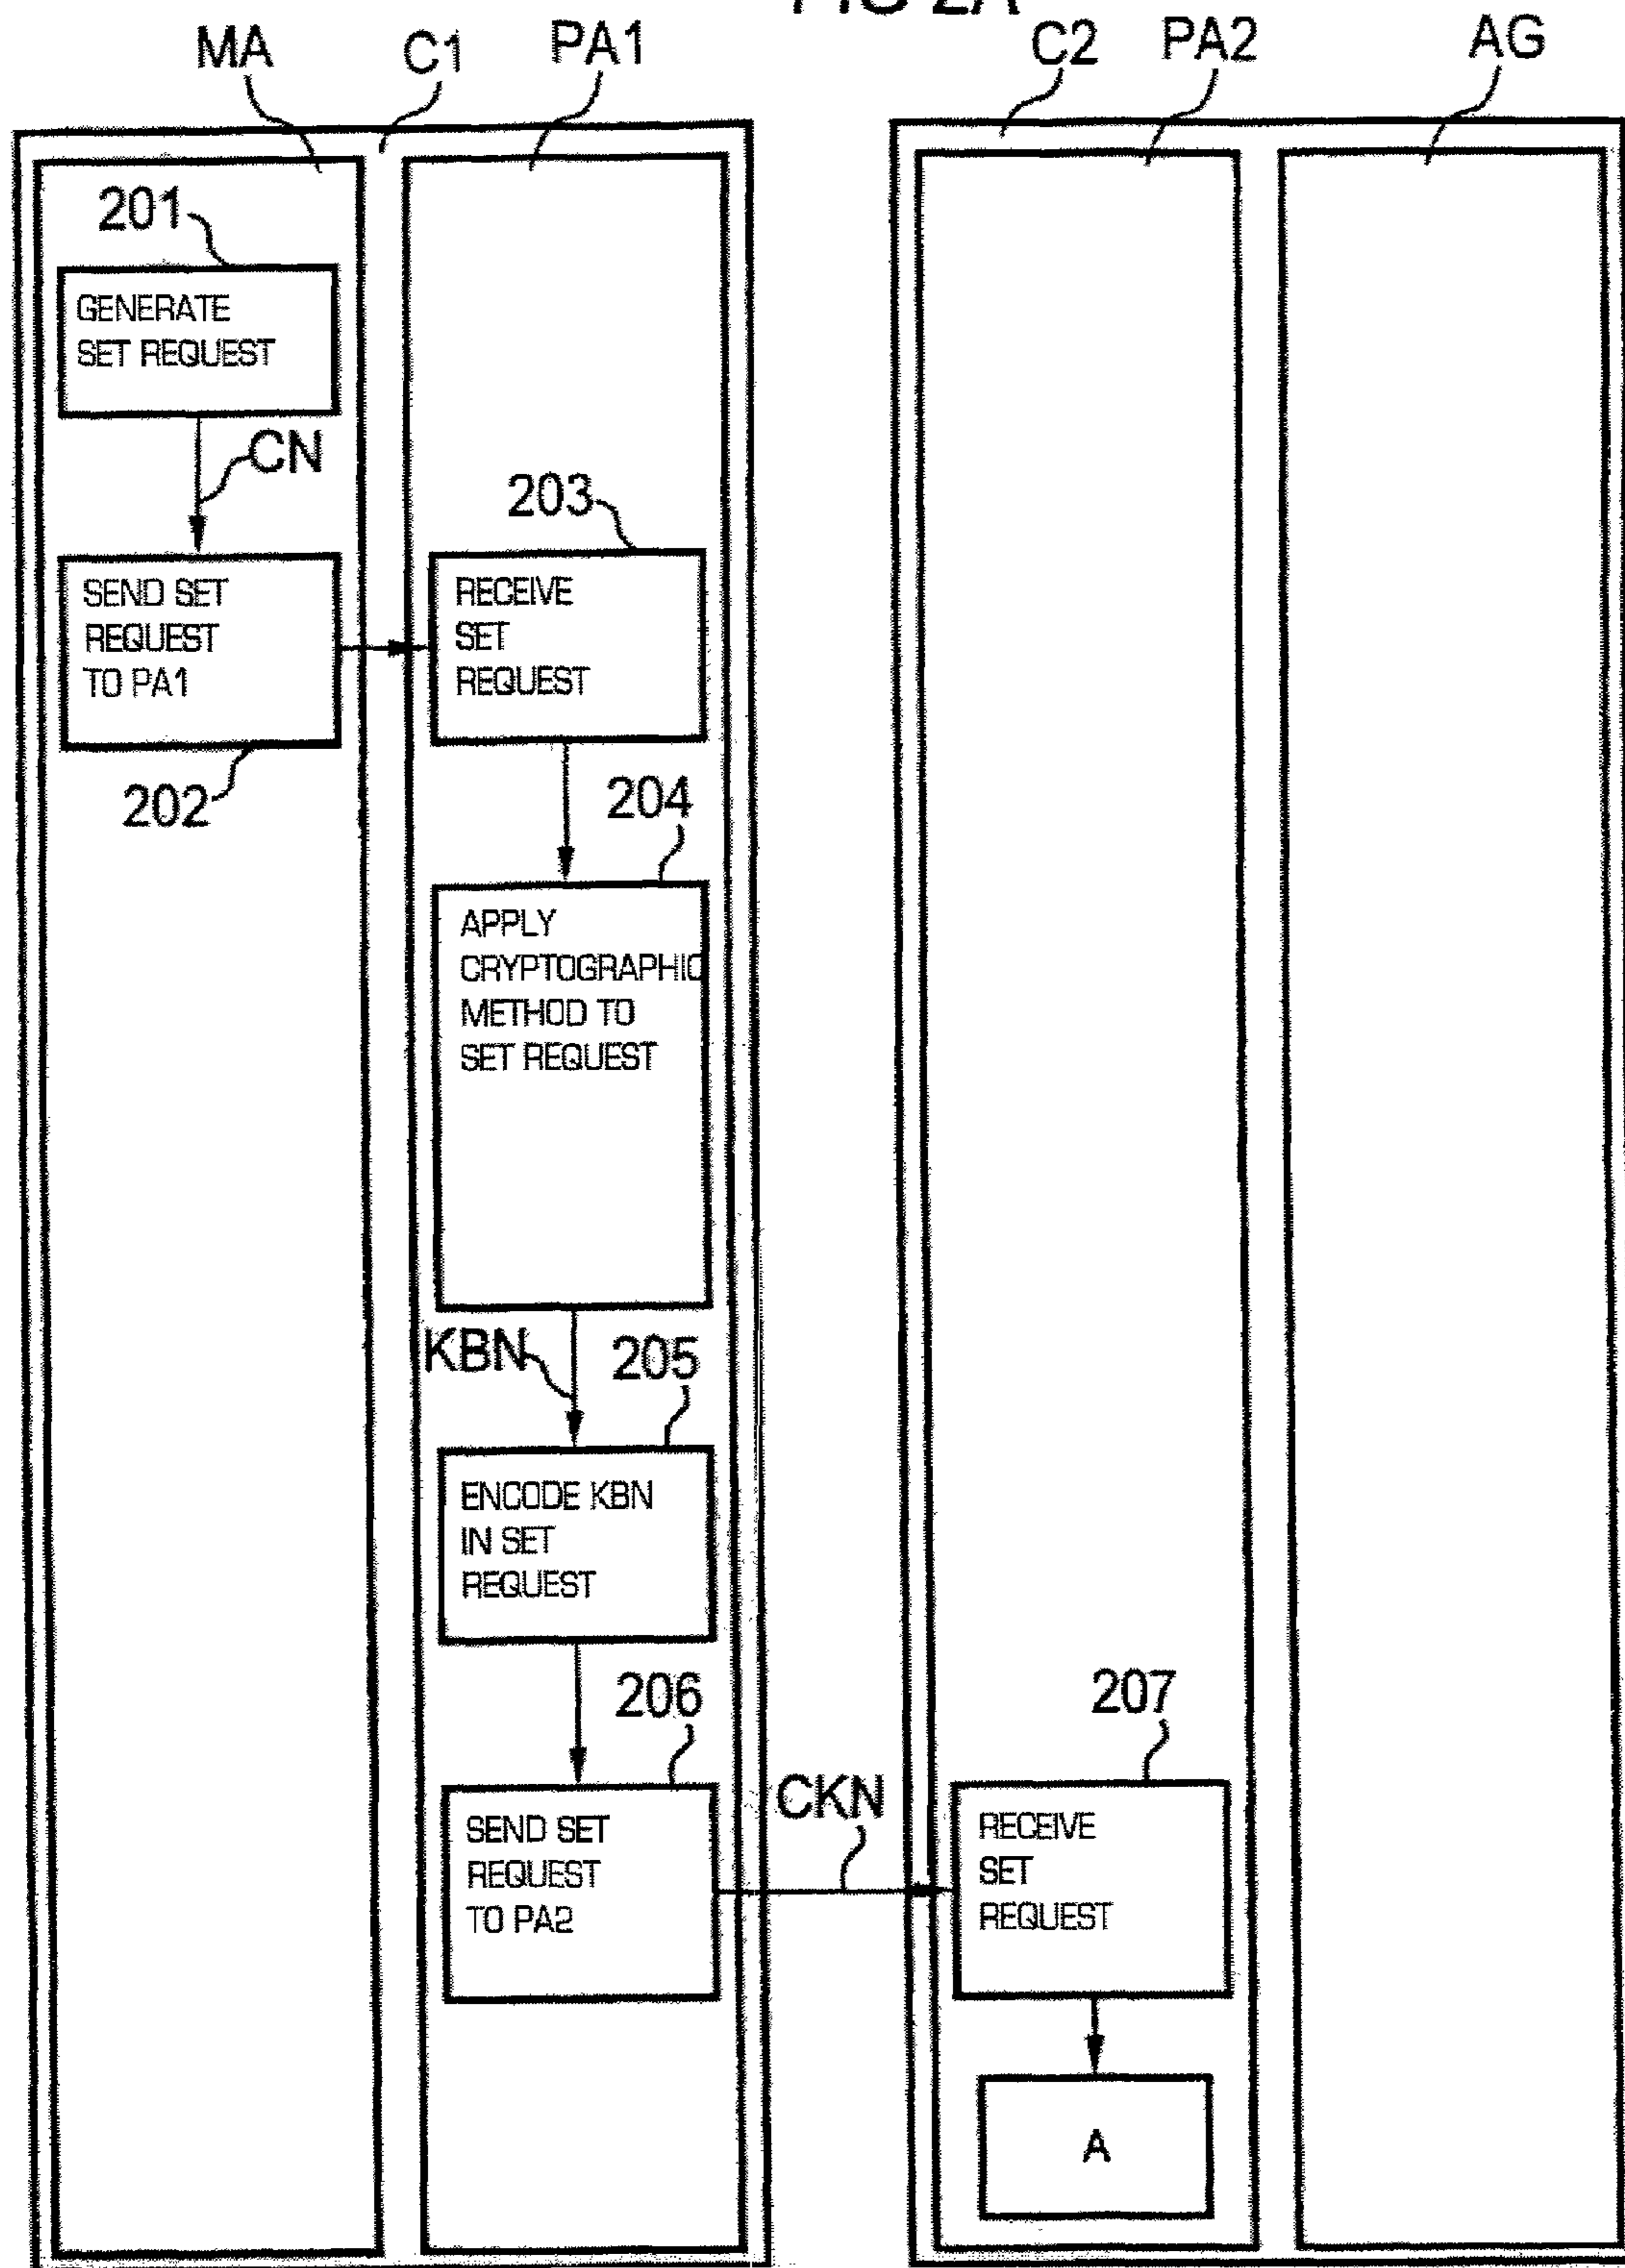 FIG 2A
MA
C1
PA1
C2
PA2
AG
201
GENERATE
SET REQUEST
CN
203
SEND SET
REQUEST
TO PA1
RECEIVE
SET
REQUEST
202
204
APPLY
CRYPTOGRAPHIC
METHOD TO
SET REQUEST
KBN
205
ENCODE KBN
IN SET
REQUEST
206
207
CKN
SEND SET
REQUEST
TO PA2
RECEIVE
SET
REQUEST
A